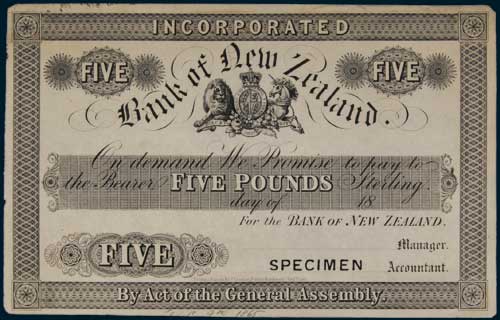 INCORPORATED
FIVE FIVE
Bank of New Zealand.
On demand We Promise to pay to
the Bearer FIVE POUNDS Sterling.
day of 18
For the BANK OF NEW ZEALAND.
Manager.
FIVE
SPECIMEN Accountant.
By Act of the General Assembly.